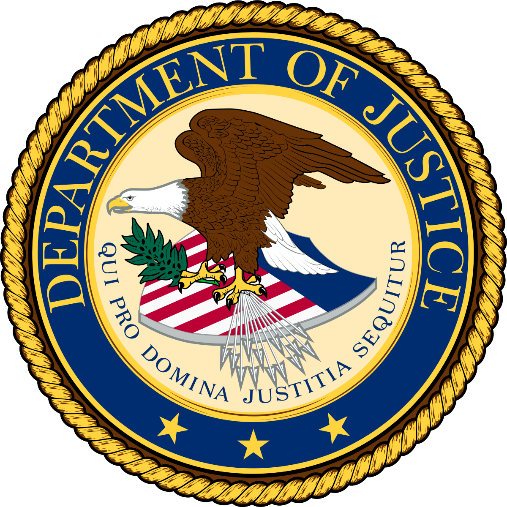 DEPARTMENT OF JUSTICE
QUI PRO DOMINA JUSTITIA SEQUITUR